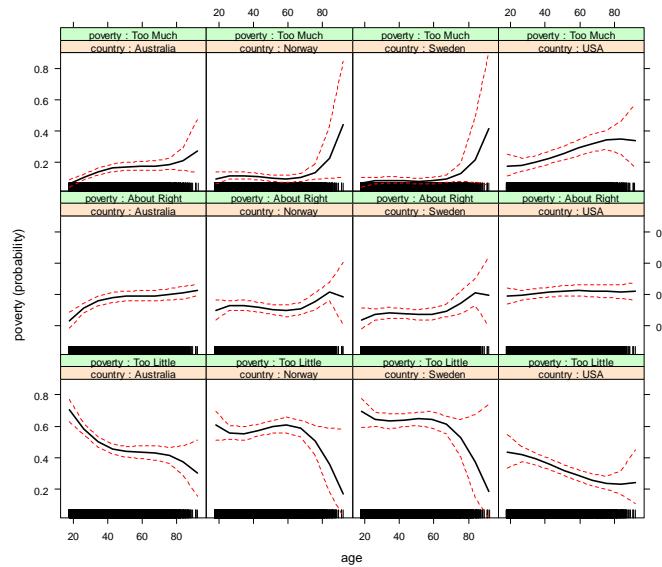 20 40 60 80 20 40 60 80
poverty : Too Much poverty : Too Much poverty : Too Much poverty : Too Much
country : Australia country : Norway country : Sweden country : USA
0.8
0.6
0.4
0.2
poverty : About Right poverty : About Right poverty : About Right poverty : About Right
country : Australia country : Norway country : Sweden country : USA
0
0
0
0
poverty (probability)
poverty : Too Little poverty : Too Little poverty : Too Little poverty : Too Little
country : Australia country : Norway country : Sweden country : USA
0.8
0.6
0.4
0.2
20 40 60 80 20 40 60 80
age